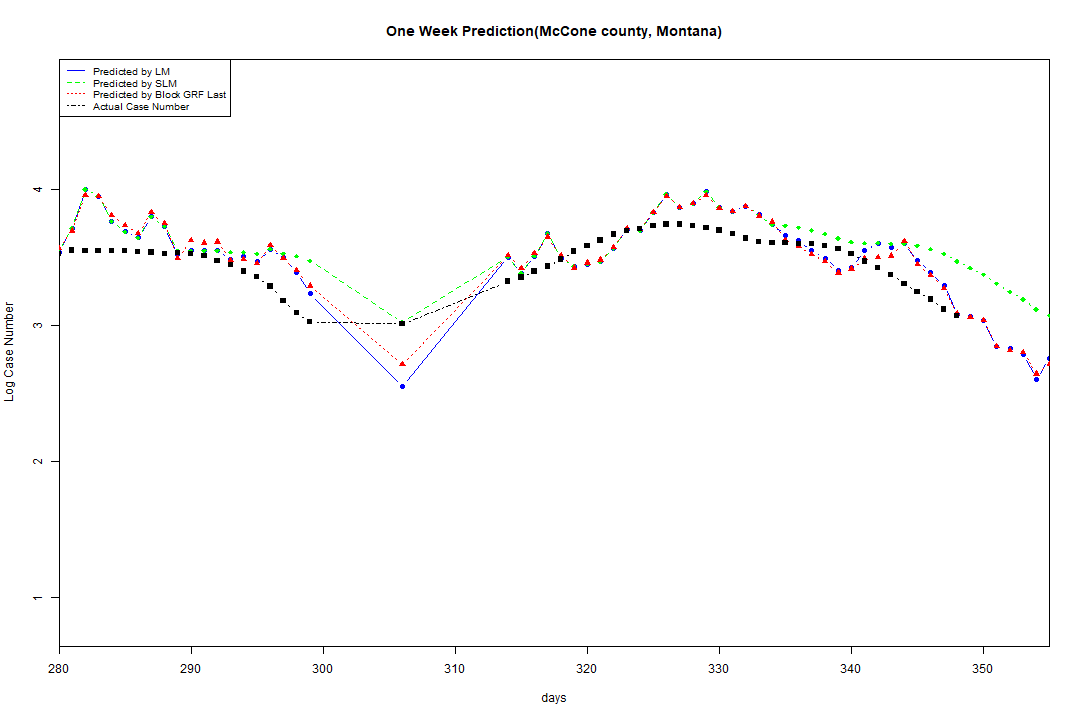 One Week Prediction(McCone county, Montana)
Predicted by LM
Predicted by SLM
Predicted by Block GRF Last
Actual Case Number
4
3
2
1
Log Case Number
280 290 300 310 320 330 340 350
days